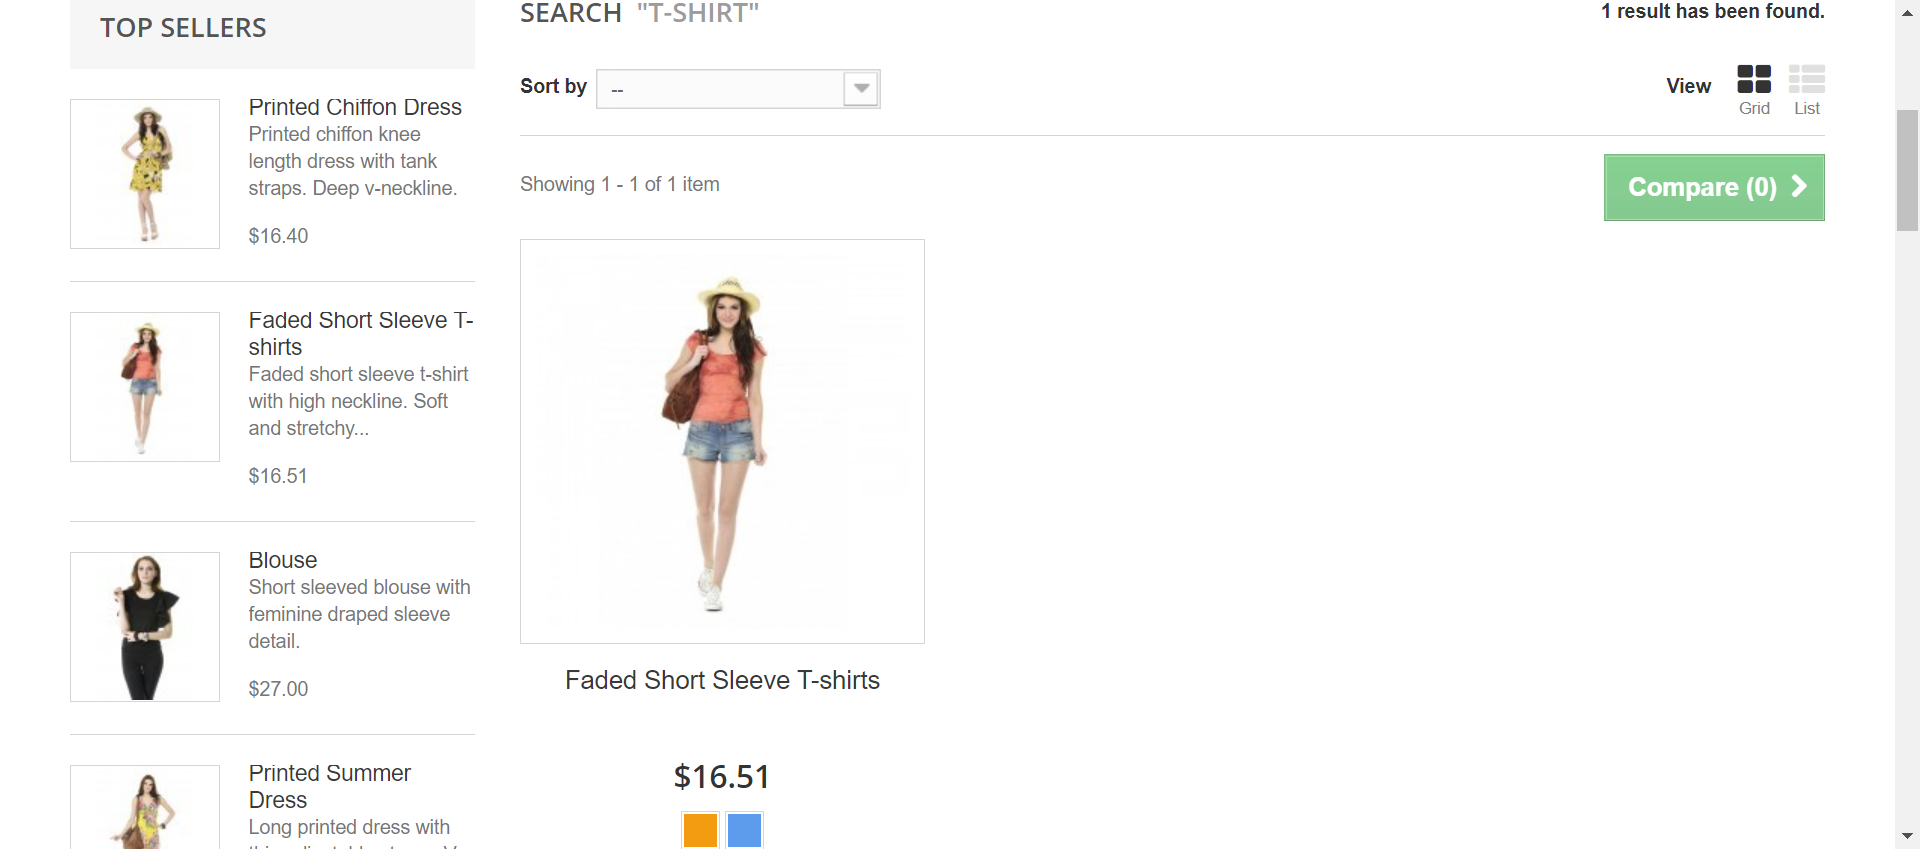 TOP SELLERS
Printed Chiffon Dress
Printed chiffon knee
length dress with tank
straps. Deep v-neckline.
$16.40
Faded Short Sleeve T-
shirts
Faded short sleeve t-shirt
with high neckline. Soft
and stretchy...
$16.51
Blouse
Short sleeved blouse with
feminine draped sleeve
detail.
$27.00
Printed Summer
Dress
Long printed dress with
SEARCH "T-SHIRT"
1 result has been found.
Sort by --
View
Grid List
Showing 1 - 1 of 1 item
Compare (0)
Faded Short Sleeve T-shirts
$16.51